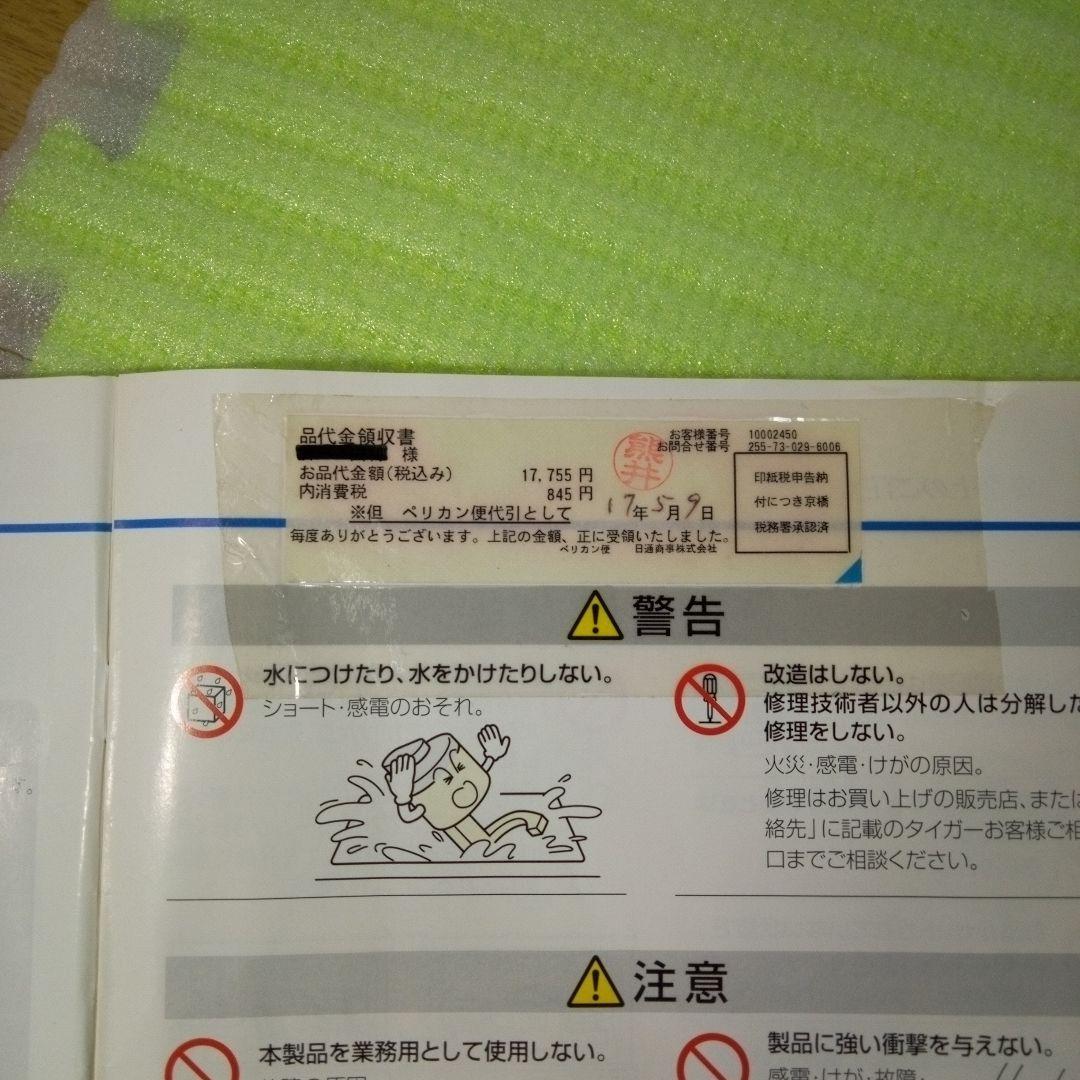 品代金領収書
様
お客様番号 10002450
お問合せ番号 255-73-029-6006
熊井
お品代金額(税込み) 17,755 円
内消費税 845 円
※但 ペリカン便代引として
17年5月9日
毎度ありがとうございます。上記の金額、正に受領いたしました。
ペリカン便 日通商事株式会社
印紙税申告納
付につき京橋
税務署承認済
警告
水につけたり、水をかけたりしない。
ショート・感電のおそれ。
改造はしない。
修理技術者以外の人は分解した
修理をしない。
火災・感電・けがの原因。
修理はお買い上げの販売店、または
絡先」に記載のタイガーお客様ご相
口までご相談ください。
す。
注意
本製品を業務用として使用しない。
製品に強い衝撃を与えない。
感電・けが・故障